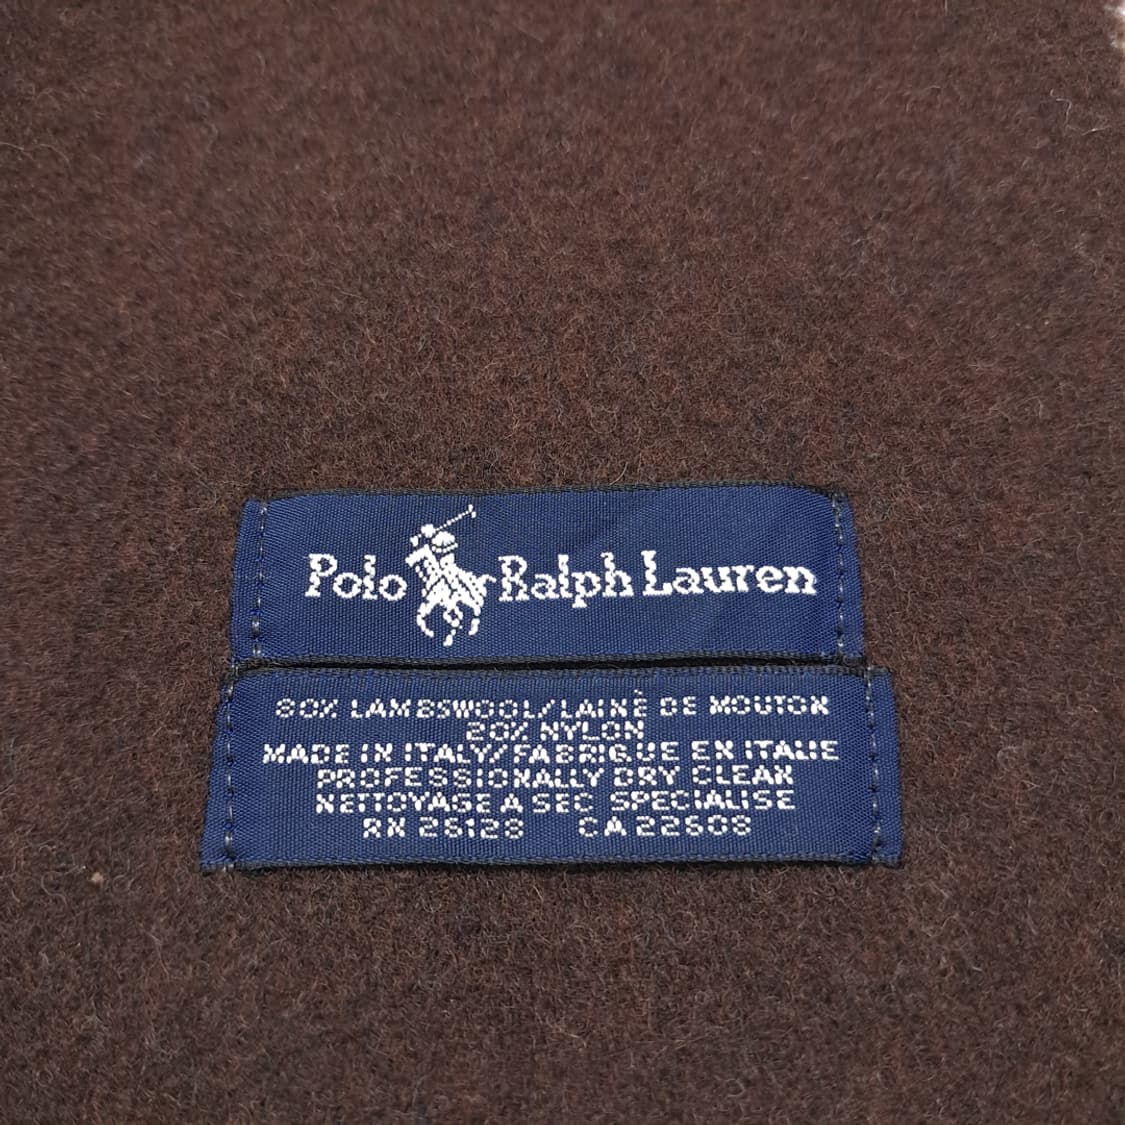 Polo Ralph Lauren
80% LAMBSWOOL/LAINÈ DE MOUTON
20% NYLON
MADE IN ITALY/FABRIQUE EN ITALIE
PROFESSIONALLY DRY CLEAN
NETTOYAGE A SEC SPECIALISE
RN 26128 CA 22608